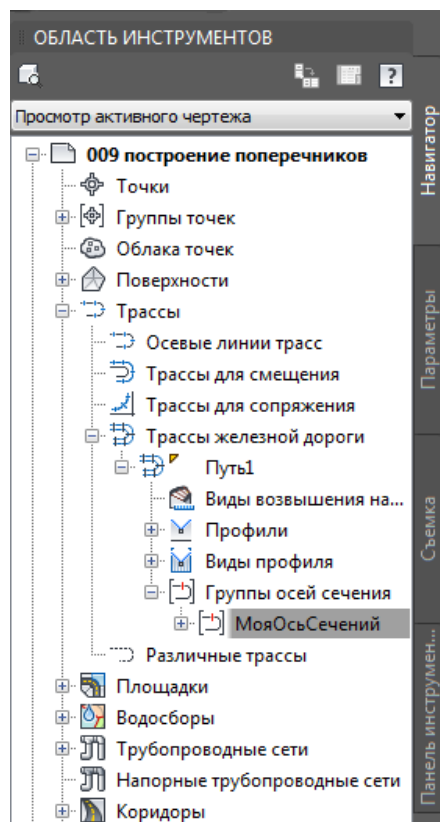 ОБЛАСТЬ ИНСТРУМЕНТОВ
?
Просмотр активного чертежа
009 построение поперечников
Точки
Группы точек
Облака точек
Поверхности
Трассы
Осевые линии трасс
Трассы для смещения
Трассы для сопряжения
Трассы железной дороги
Путь1
Виды возвышения на...
Профили
Виды профиля
Группы осей сечения
МояОсьСечений
Различные трассы
Площадки
Водосборы
Трубопроводные сети
Напорные трубопроводные сети
Коридоры
Навигатор
Параметры
Съемка
Панель инструмен...